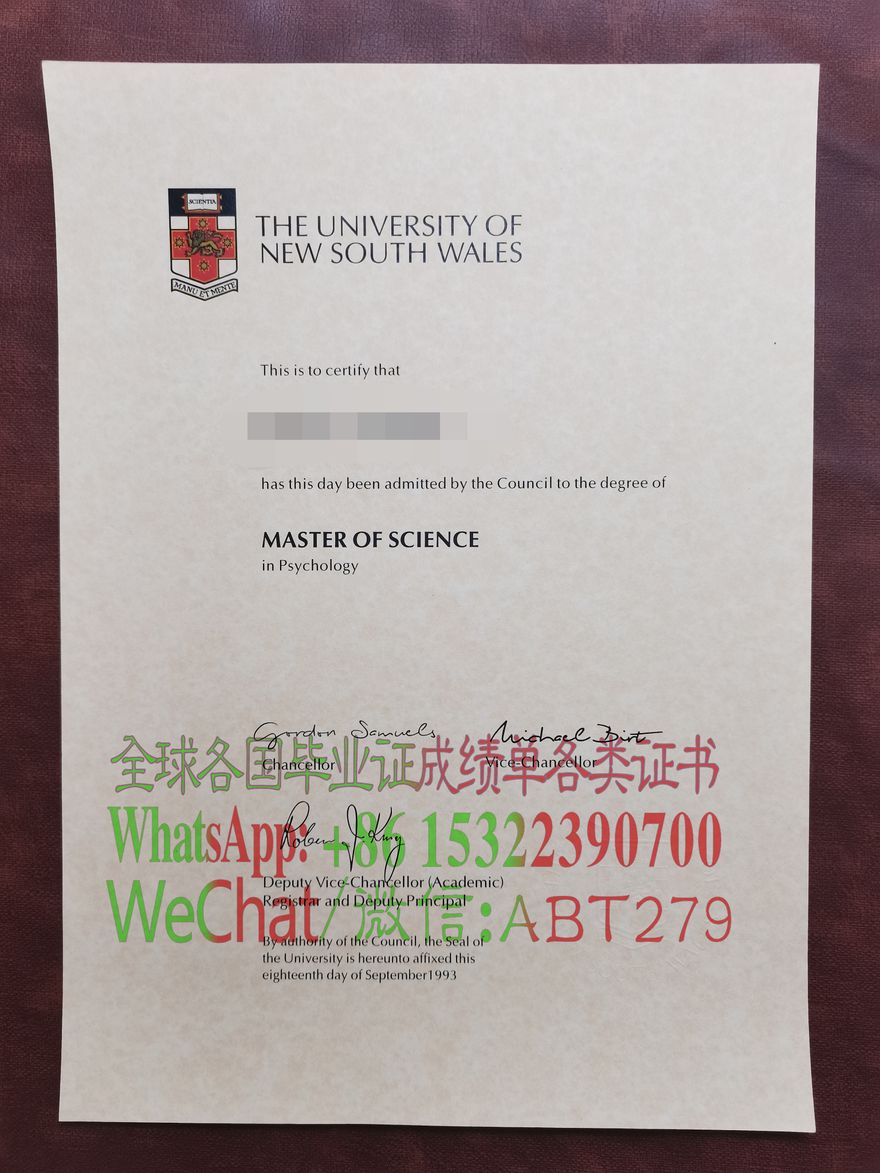 SCIENTIA
MANU ET MENTE
THE UNIVERSITY OF
NEW SOUTH WALES
This is to certify that
has this day been admitted by the Council to the degree of
MASTER OF SCIENCE
in Psychology
Gordon Samuels
Michael Birt
全球各国毕业证成绩单各类证书
Chancellor
Vice-Chancellor
WhatsApp: +86 15322390700
Robert J King
Deputy Vice-Chancellor (Academic)
Registrar and Deputy Principal
WeChat/微信:ABT279
By authority of the Council, the Seal of
the University is hereunto affixed this
eighteenth day of September1993